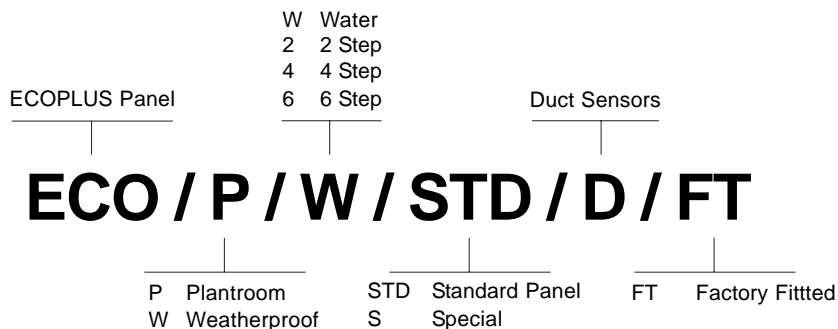 W Water
2 2 Step
4 4 Step
6 6 Step
ECOPLUS Panel
Duct Sensors
ECO / P / W / STD / D / FT
P Plantroom
W Weatherproof
STD Standard Panel
S Special
FT Factory Fittted